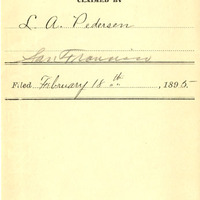 CLAIMED BY
L. A. Pedersen
San Francisco
Filed February 18th, 1895.